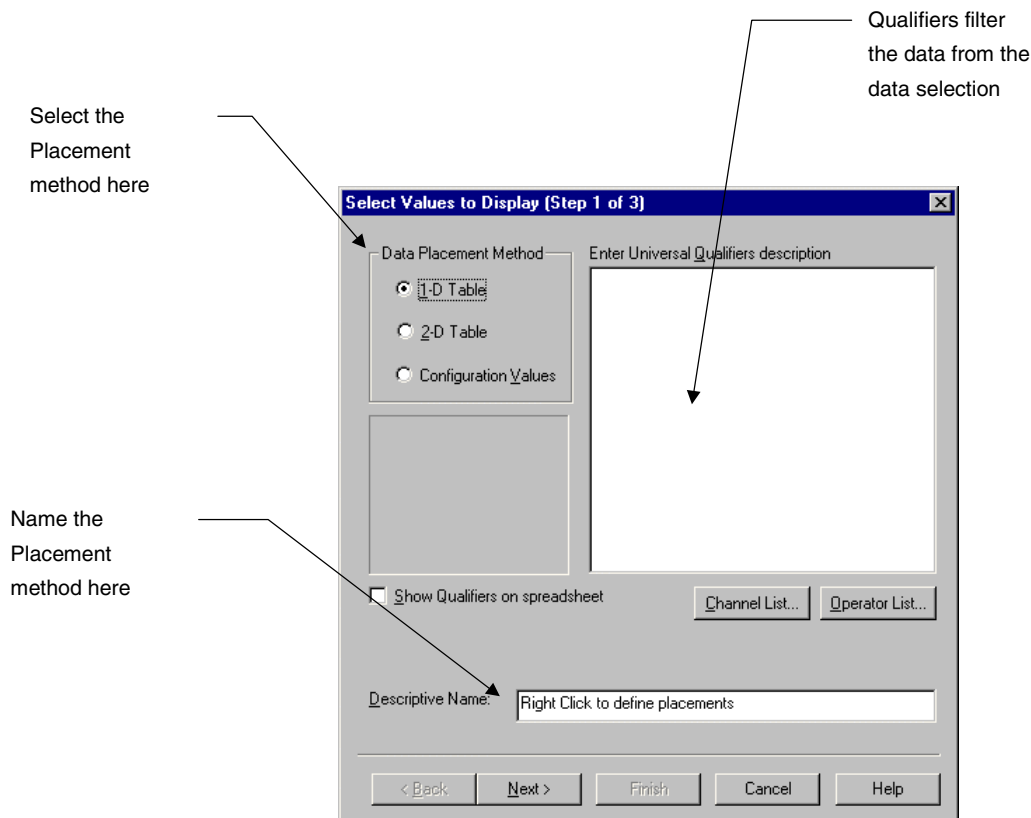 Qualifiers filter
the data from the
data selection
Select the
Placement
method here
Select Values to Display (Step 1 of 3)
Data Placement Method
Enter Universal Qualifiers description
1-D Table
2-D Table
Configuration Values
Name the
Placement
method here
Show Qualifiers on spreadsheet
Channel List...
Operator List...
Descriptive Name:
Right Click to define placements
< Back
Next >
Finish
Cancel
Help